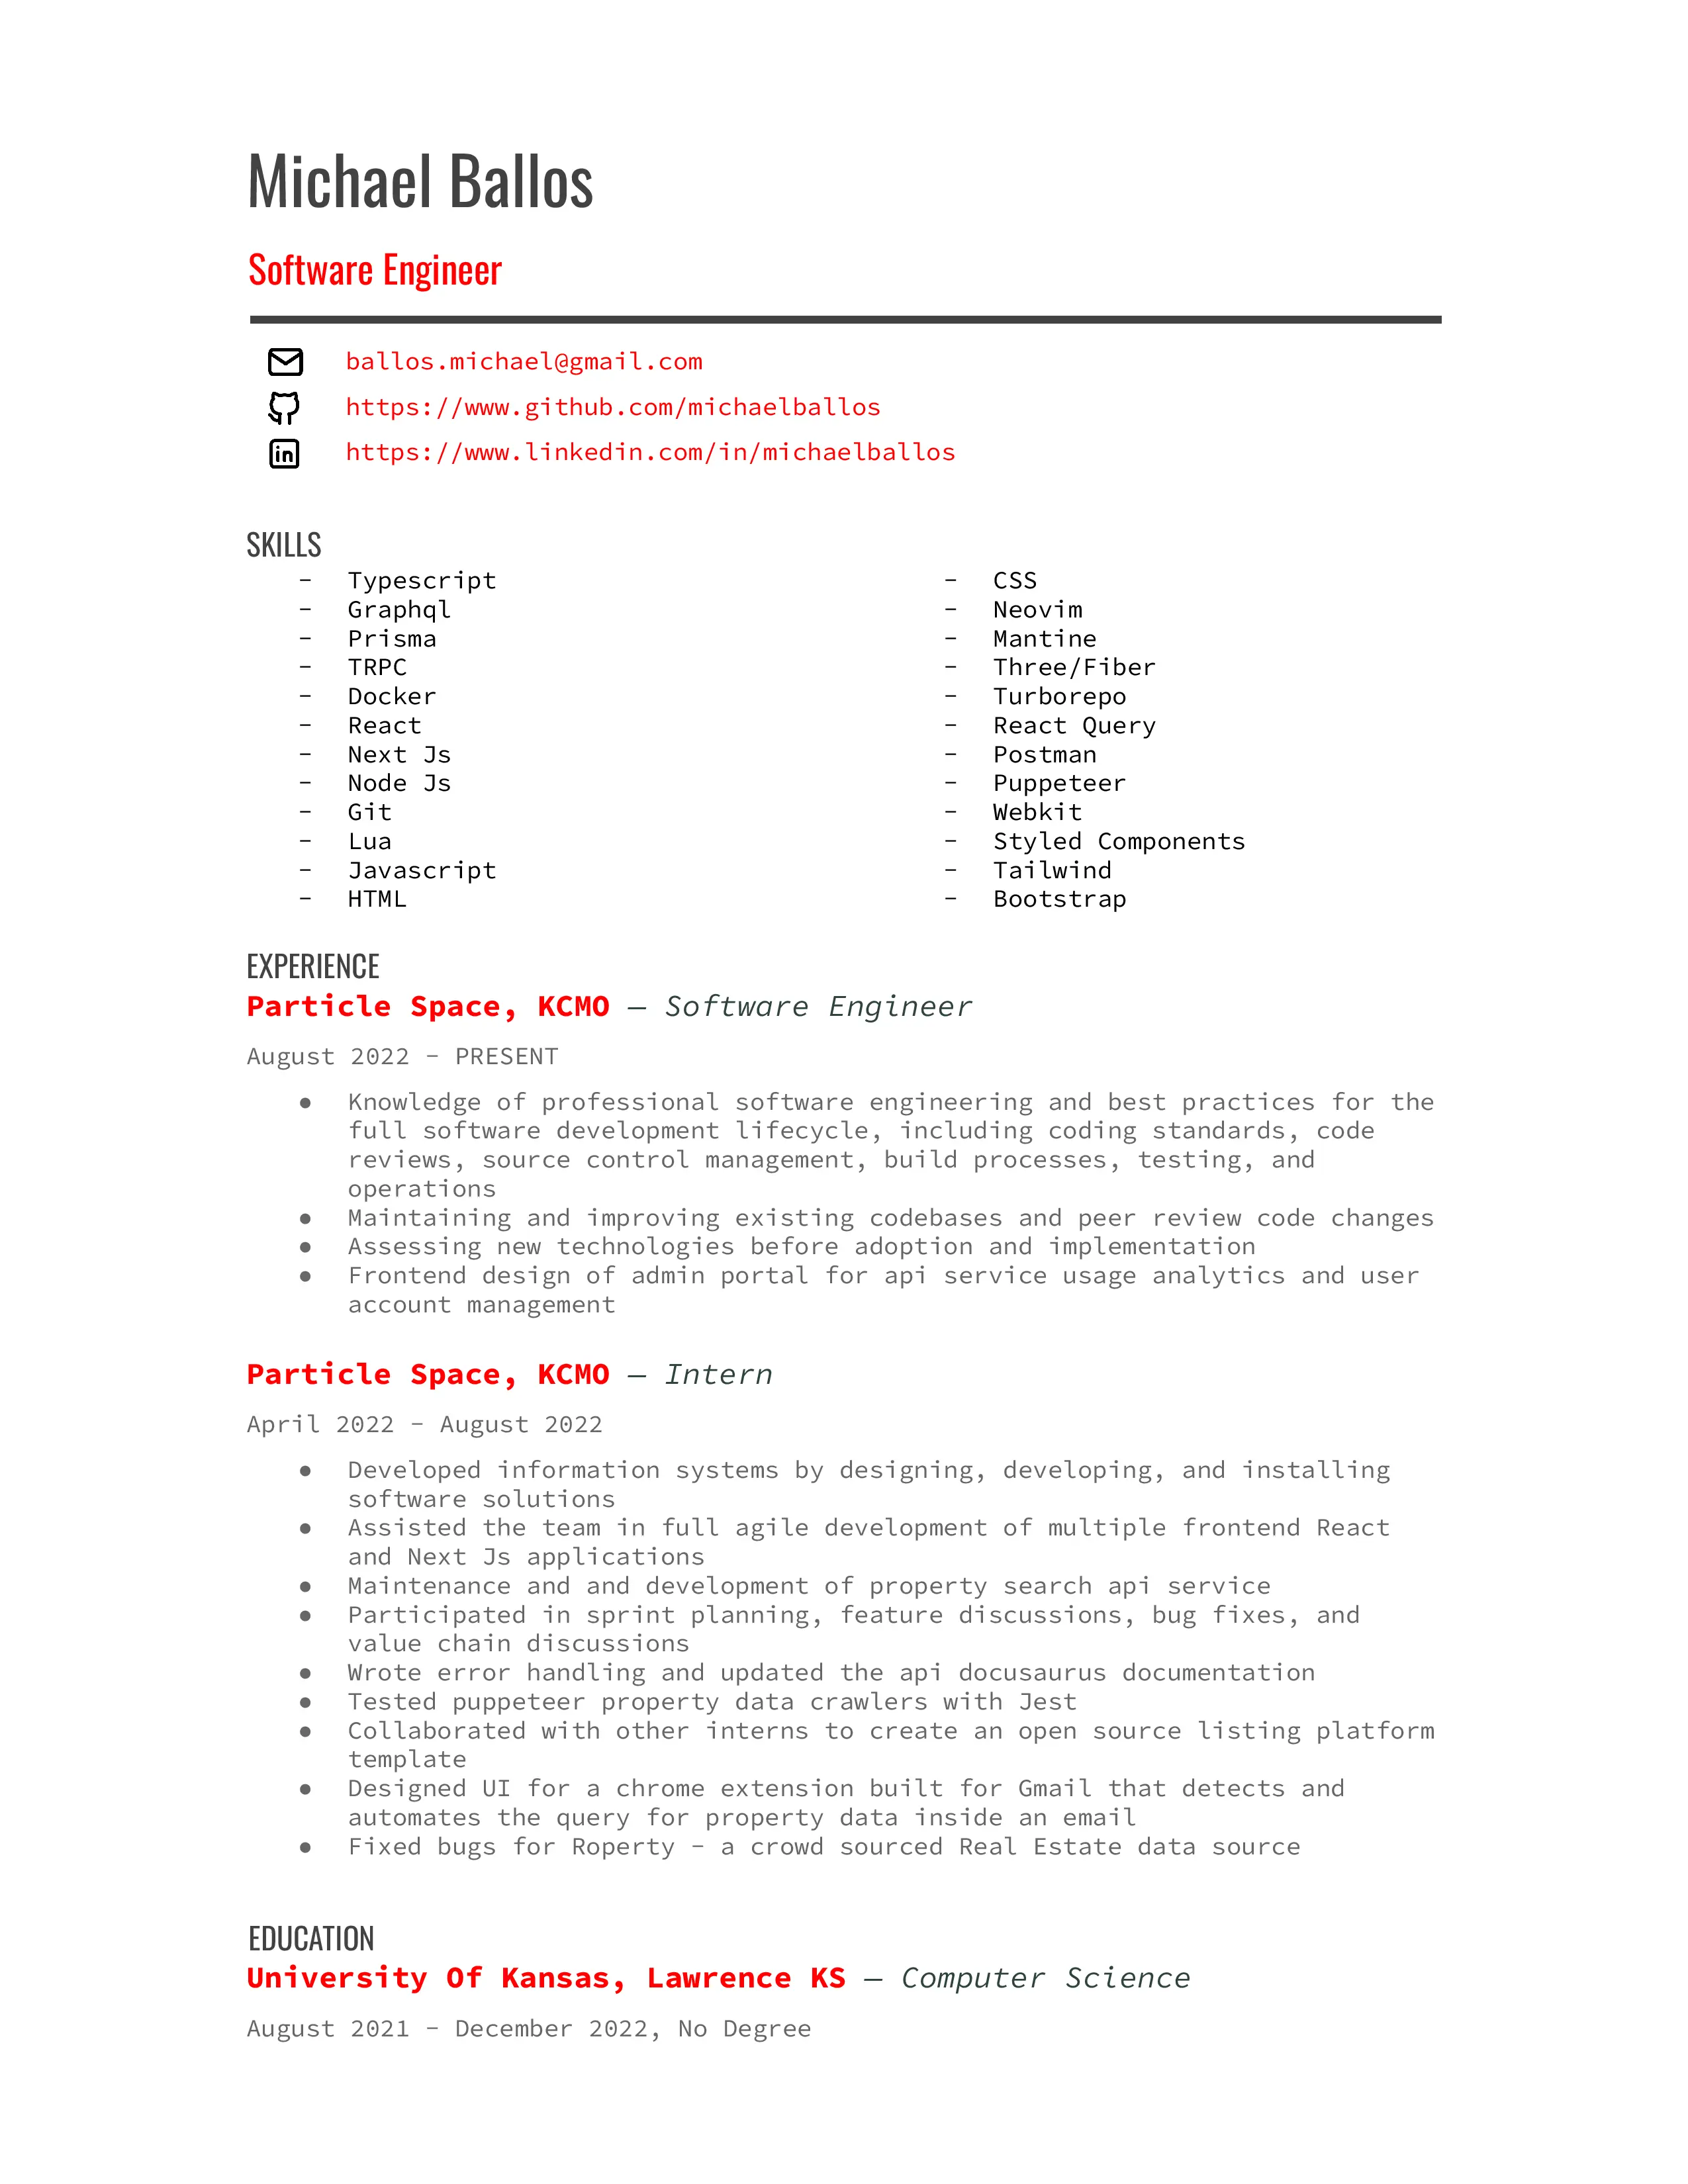 Michael Ballos
Software Engineer
ballos.michael@gmail.com
https://www.github.com/michaelballos
https://www.linkedin.com/in/michaelballos
SKILLS
- Typescript
- Graphql
- Prisma
- TRPC
- Docker
- React
- Next Js
- Node Js
- Git
- Lua
- Javascript
- HTML
- CSS
- Neovim
- Mantine
- Three/Fiber
- Turborepo
- React Query
- Postman
- Puppeteer
- Webkit
- Styled Components
- Tailwind
- Bootstrap
EXPERIENCE
Particle Space, KCMO — Software Engineer
August 2022 - PRESENT
● Knowledge of professional software engineering and best practices for the
full software development lifecycle, including coding standards, code
reviews, source control management, build processes, testing, and
operations
● Maintaining and improving existing codebases and peer review code changes
● Assessing new technologies before adoption and implementation
● Frontend design of admin portal for api service usage analytics and user
account management
Particle Space, KCMO — Intern
April 2022 - August 2022
● Developed information systems by designing, developing, and installing
software solutions
● Assisted the team in full agile development of multiple frontend React
and Next Js applications
● Maintenance and and development of property search api service
● Participated in sprint planning, feature discussions, bug fixes, and
value chain discussions
● Wrote error handling and updated the api docusaurus documentation
● Tested puppeteer property data crawlers with Jest
● Collaborated with other interns to create an open source listing platform
template
● Designed UI for a chrome extension built for Gmail that detects and
automates the query for property data inside an email
● Fixed bugs for Roperty - a crowd sourced Real Estate data source
EDUCATION
University Of Kansas, Lawrence KS — Computer Science
August 2021 - December 2022, No Degree